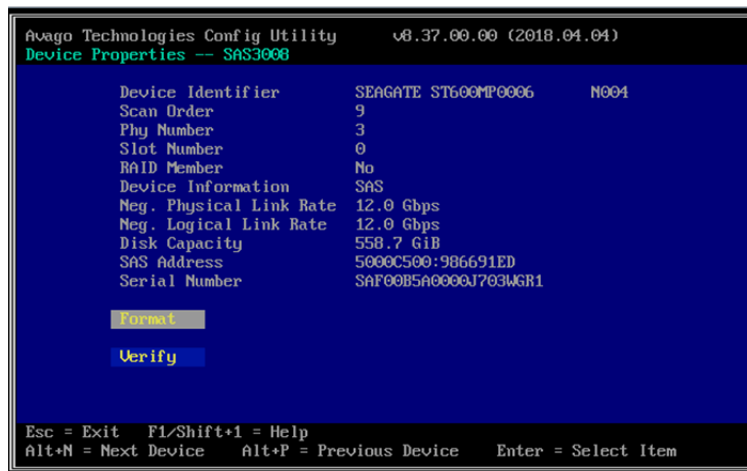 Avago Technologies Config Utility v8.37.00.00 (2018.04.04)
Device Properties -- SAS3008
Device Identifier SEAGATE ST600MP0006 N004
Scan Order 9
Phy Number 3
Slot Number 0
RAID Member No
Device Information SAS
Neg. Physical Link Rate 12.0 Gbps
Neg. Logical Link Rate 12.0 Gbps
Disk Capacity 558.7 GiB
SAS Address 5000C500:986691ED
Serial Number SAF00B5A0000J703WGR1
Format
Verify
Esc = Exit F1/Shift+1 = Help
Alt+N = Next Device Alt+P = Previous Device Enter = Select Item